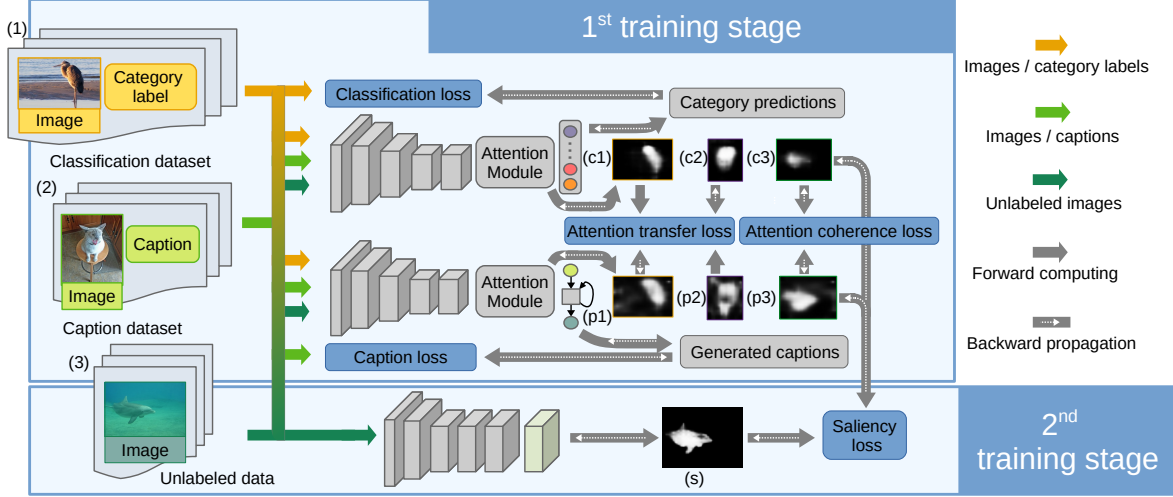 1st training stage
(1)
Category
label
Image
Classification dataset
(2)
Caption
Image
Caption dataset
(3)
Image
Unlabeled data
Classification loss
Category predictions
Attention
Module
(c1)
(c2)
(c3)
Attention transfer loss
Attention coherence loss
Attention
Module
(p1)
(p2)
(p3)
Caption loss
Generated captions
(s)
Saliency
loss
2nd
training stage
Images / category labels
Images / captions
Unlabeled images
Forward computing
Backward propagation